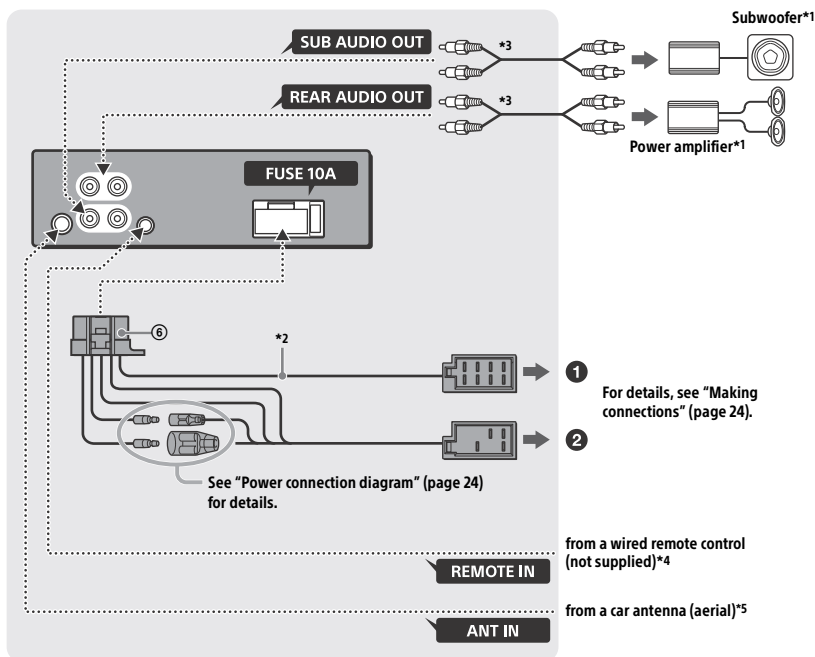 Subwoofer*1
SUB AUDIO OUT
*3
REAR AUDIO OUT
*3
Power amplifier*1
FUSE 10A
⑥
*2
❶
For details, see “Making
connections” (page 24).
❷
See “Power connection diagram” (page 24)
for details.
from a wired remote control
(not supplied)*4
REMOTE IN
from a car antenna (aerial)*5
ANT IN